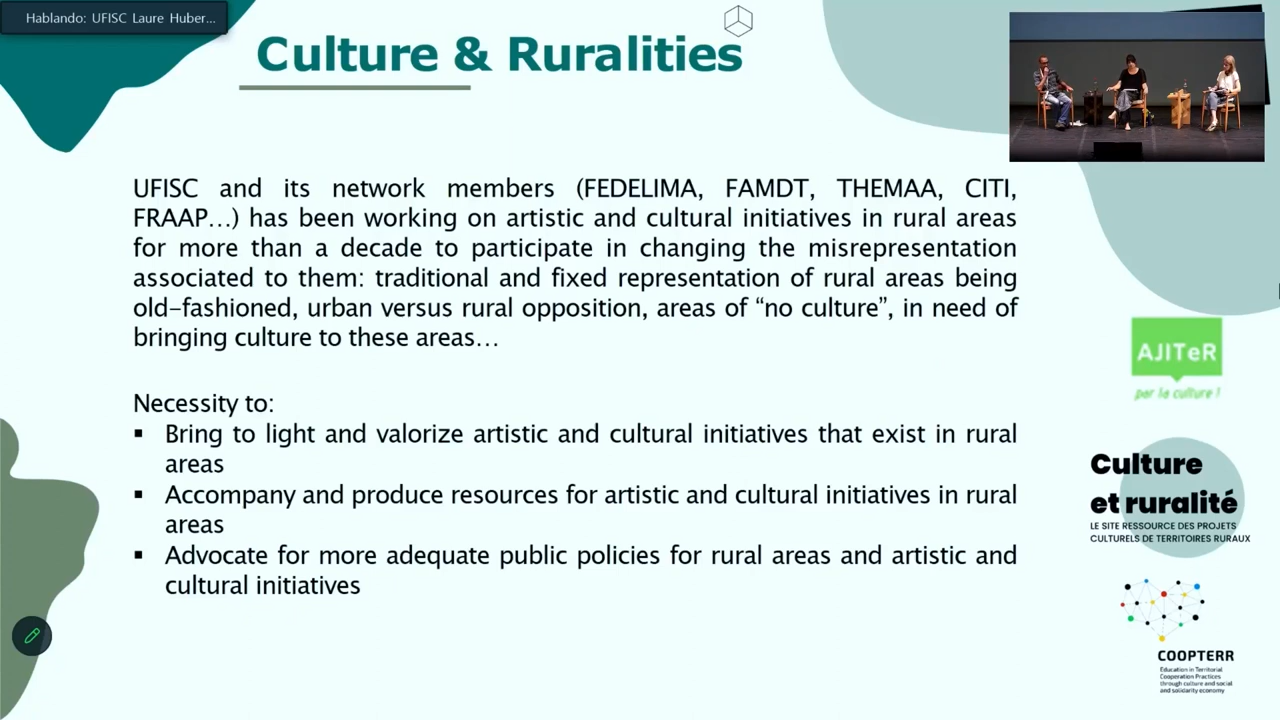 Hablando: UFISC Laure Huber...
Culture & Ruralities
UFISC and its network members (FEDELIMA, FAMDT, THEMAA, CITI,
FRAAP…) has been working on artistic and cultural initiatives in rural areas
for more than a decade to participate in changing the misrepresentation
associated to them: traditional and fixed representation of rural areas being
old-fashioned, urban versus rural opposition, areas of “no culture”, in need of
bringing culture to these areas…
Necessity to:
▪ Bring to light and valorize artistic and cultural initiatives that exist in rural
areas
▪ Accompany and produce resources for artistic and cultural initiatives in rural
areas
▪ Advocate for more adequate public policies for rural areas and artistic and
cultural initiatives
AJITeR
par la culture !
Culture
et ruralité
LE SITE RESSOURCE DES PROJETS
CULTURELS DE TERRITOIRES RURAUX
COOPTERR
Education in Territorial
Cooperation Practices
through culture and social
and solidarity economy